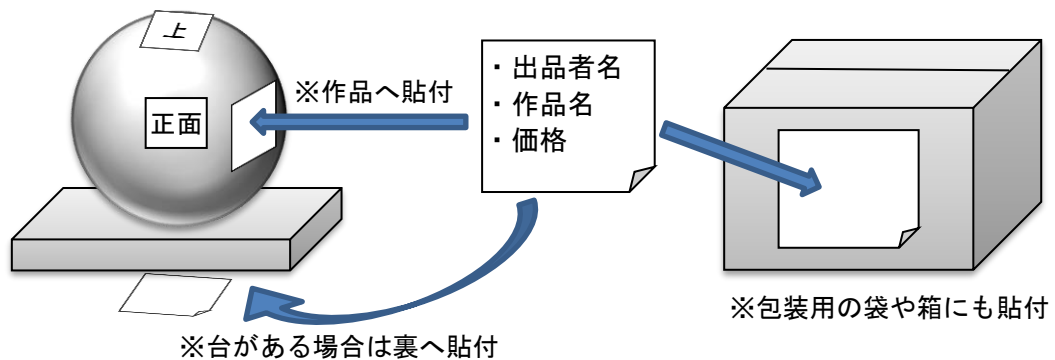 上
正面
※作品へ貼付
・出品者名
・作品名
・価格
※包装用の袋や箱にも貼付
※台がある場合は裏へ貼付